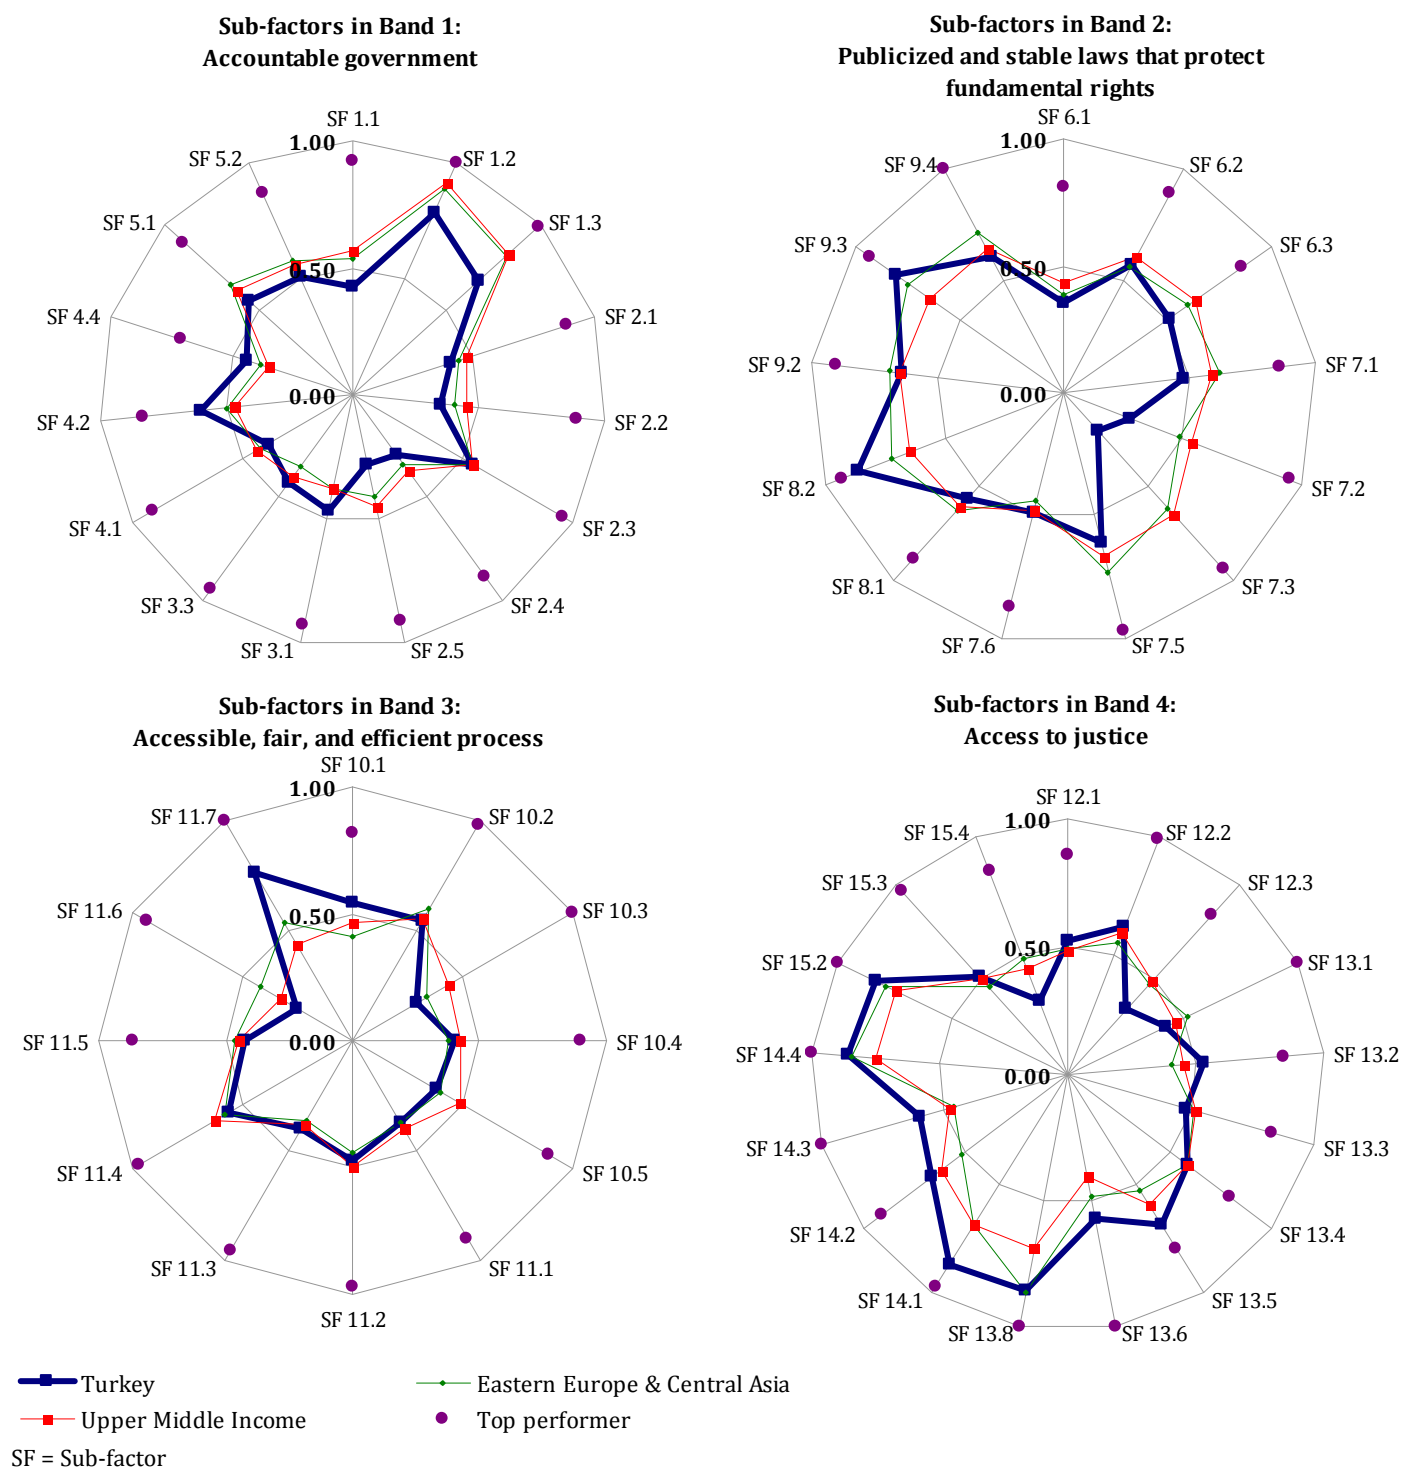 Sub-factors in Band 1:
Accountable government
SF 1.1
1.00
SF 1.2
SF 1.3
SF 2.1
SF 2.2
SF 2.3
SF 2.4
SF 2.5
SF 3.1
SF 3.3
SF 4.1
SF 4.2
SF 4.4
SF 5.1
SF 5.2
0.50
0.00
Sub-factors in Band 2:
Publicized and stable laws that protect
fundamental rights
SF 6.1
1.00
SF 6.2
SF 6.3
SF 7.1
SF 7.2
SF 7.3
SF 7.5
SF 7.6
SF 8.1
SF 8.2
SF 9.2
SF 9.3
SF 9.4
0.50
0.00
Sub-factors in Band 3:
Accessible, fair, and efficient process
SF 10.1
1.00
SF 10.2
SF 10.3
SF 10.4
SF 10.5
SF 11.1
SF 11.2
SF 11.3
SF 11.4
SF 11.5
SF 11.6
SF 11.7
0.50
0.00
Sub-factors in Band 4:
Access to justice
SF 12.1
1.00
SF 12.2
SF 12.3
SF 13.1
SF 13.2
SF 13.3
SF 13.4
SF 13.5
SF 13.6
SF 13.8
SF 14.1
SF 14.2
SF 14.3
SF 14.4
SF 15.2
SF 15.3
SF 15.4
0.50
0.00
Turkey
Eastern Europe & Central Asia
Upper Middle Income
Top performer
SF = Sub-factor